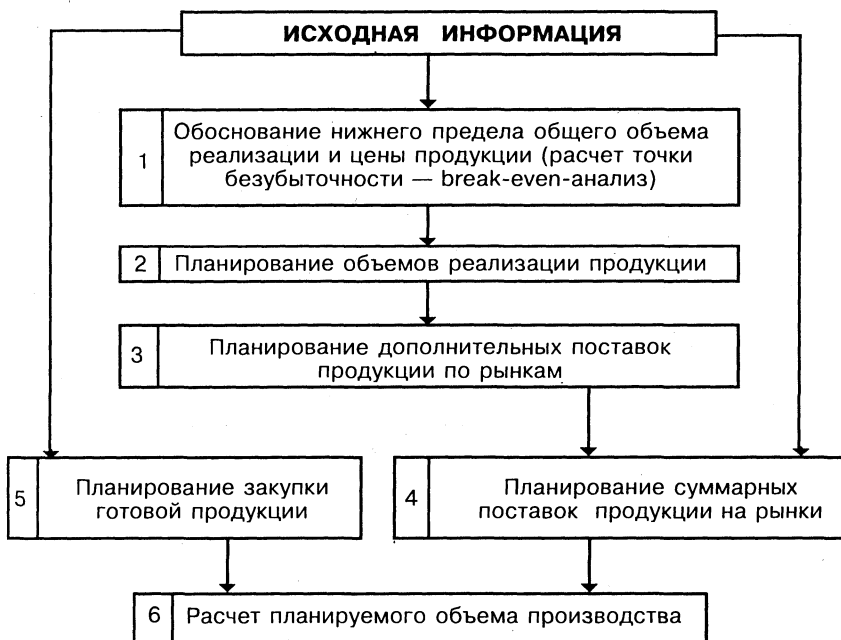 ИСХОДНАЯ ИНФОРМАЦИЯ
1
Обоснование нижнего предела общего объема
реализации и цены продукции (расчет точки
безубыточности — break-even-анализ)
2
Планирование объемов реализации продукции
3
Планирование дополнительных поставок
продукции по рынкам
5
Планирование закупки
готовой продукции
4
Планирование суммарных
поставок продукции на рынки
6
Расчет планируемого объема производства